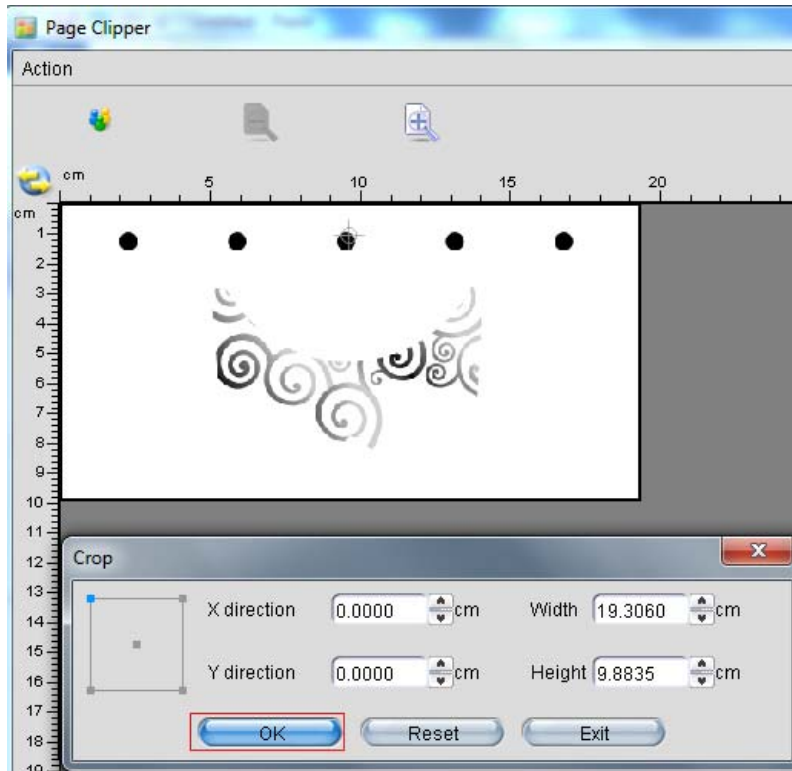 Page Clipper
Action
cm
5 10 15 20
cm
1
2
3
4
5
6
7
8
9
10
11
12
13
14
15
16
17
18
19
Crop
X direction 0.0000 cm Width 19.3060 cm
Y direction 0.0000 cm Height 9.8835 cm
OK Reset Exit